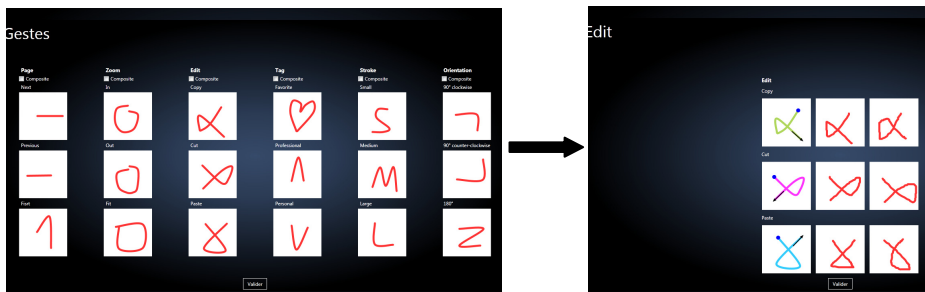 Gestes
Page Zoom Edit Tag Stroke Orientation
Composite Composite Composite Composite Composite Composite
Next In Copy Favorite Small 90° clockwise
Previous Out Cut Professional Medium 90° counter-clockwise
Fisrt Fit Paste Personal Large 180°
Valider
Edit
Edit
Copy
Cut
Paste
Valider